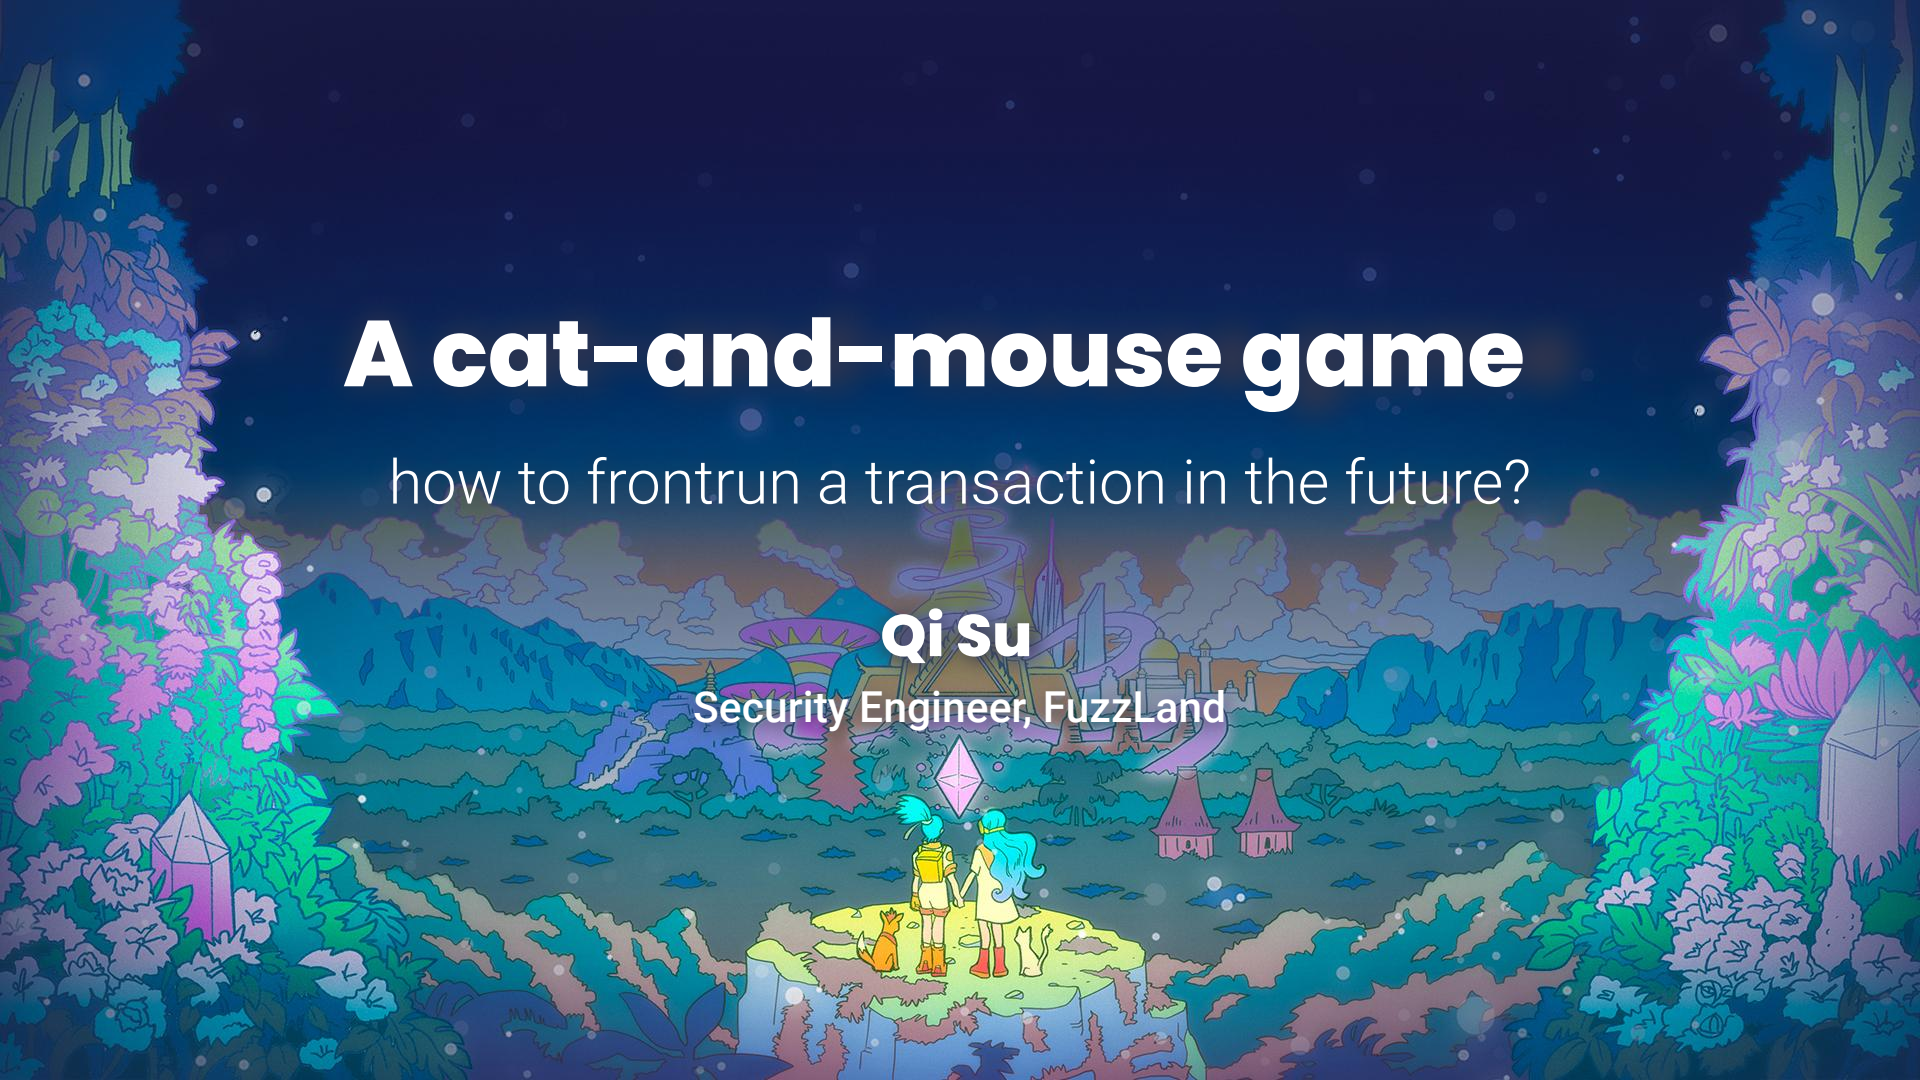 A cat-and-mouse game
how to frontrun a transaction in the future?
Qi Su
Security Engineer, FuzzLand